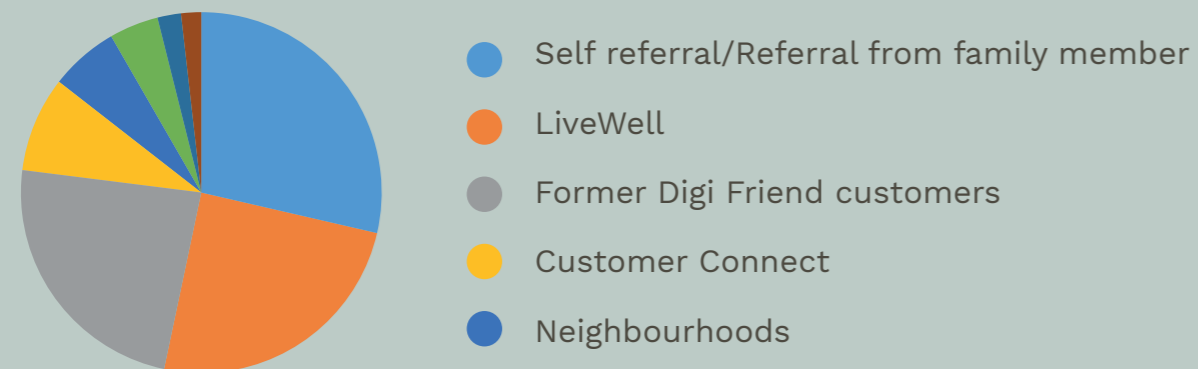 Self referral/Referral from family member
LiveWell
Former Digi Friend customers
Customer Connect
Neighbourhoods